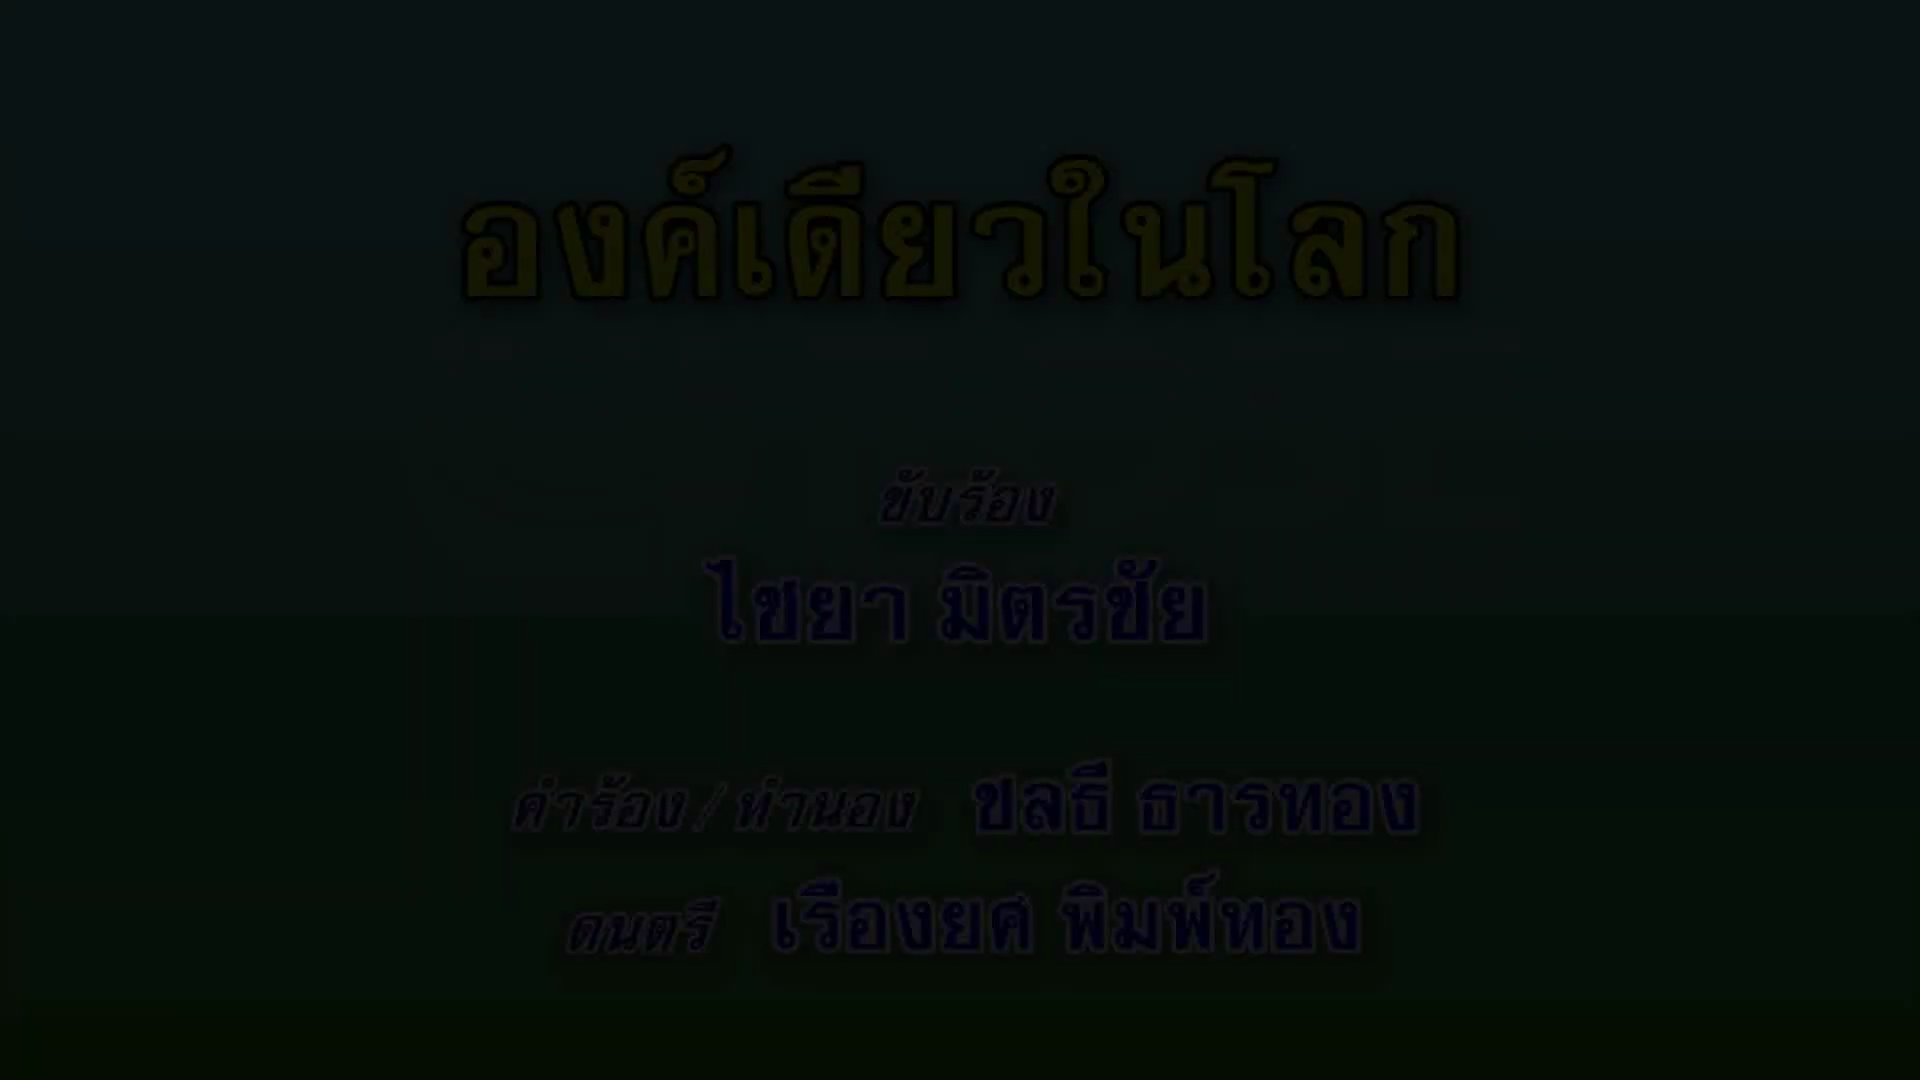 องค์เดียวในโลก
ขับร้อง
ไชยา มิตรชัย
คำร้อง / ทำนอง ชลธี ธารทอง
ดนตรี เรืองยศ พิมพ์ทอง